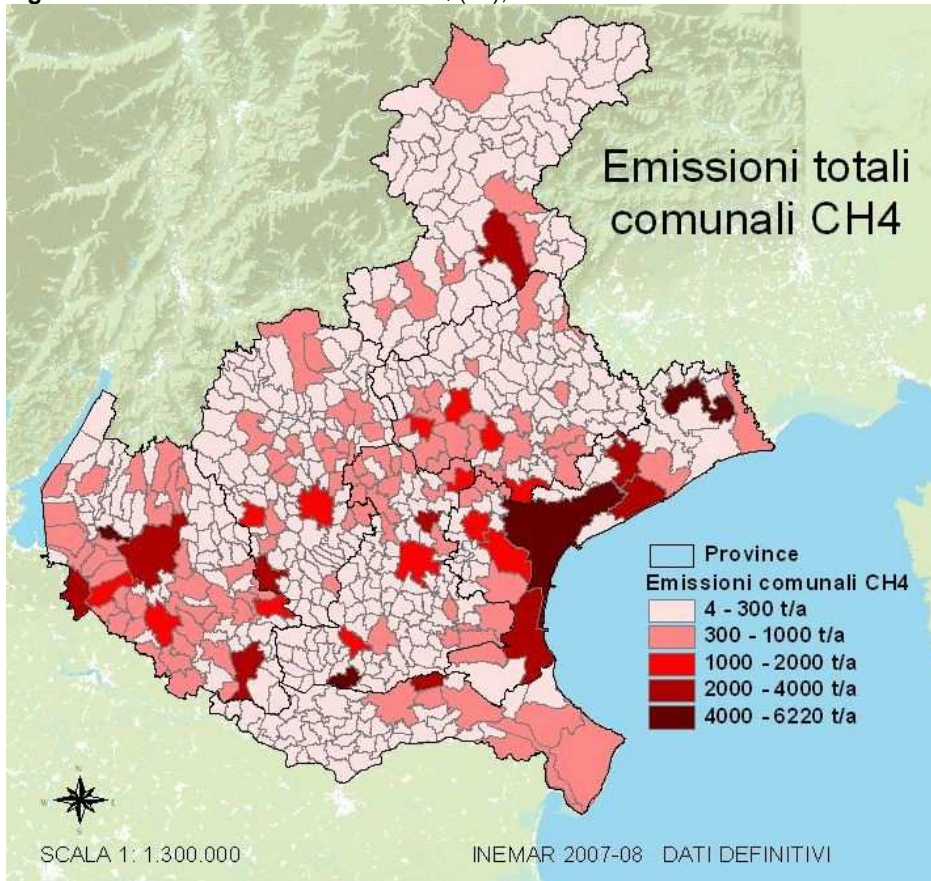 Emissioni totali
comunali CH4
Province
Emissioni comunali CH4
4 - 300 t/a
300 - 1000 t/a
1000 - 2000 t/a
2000 - 4000 t/a
4000 - 6220 t/a
N
W E
S
SCALA 1: 1.300.000
INEMAR 2007-08 DATI DEFINITIVI